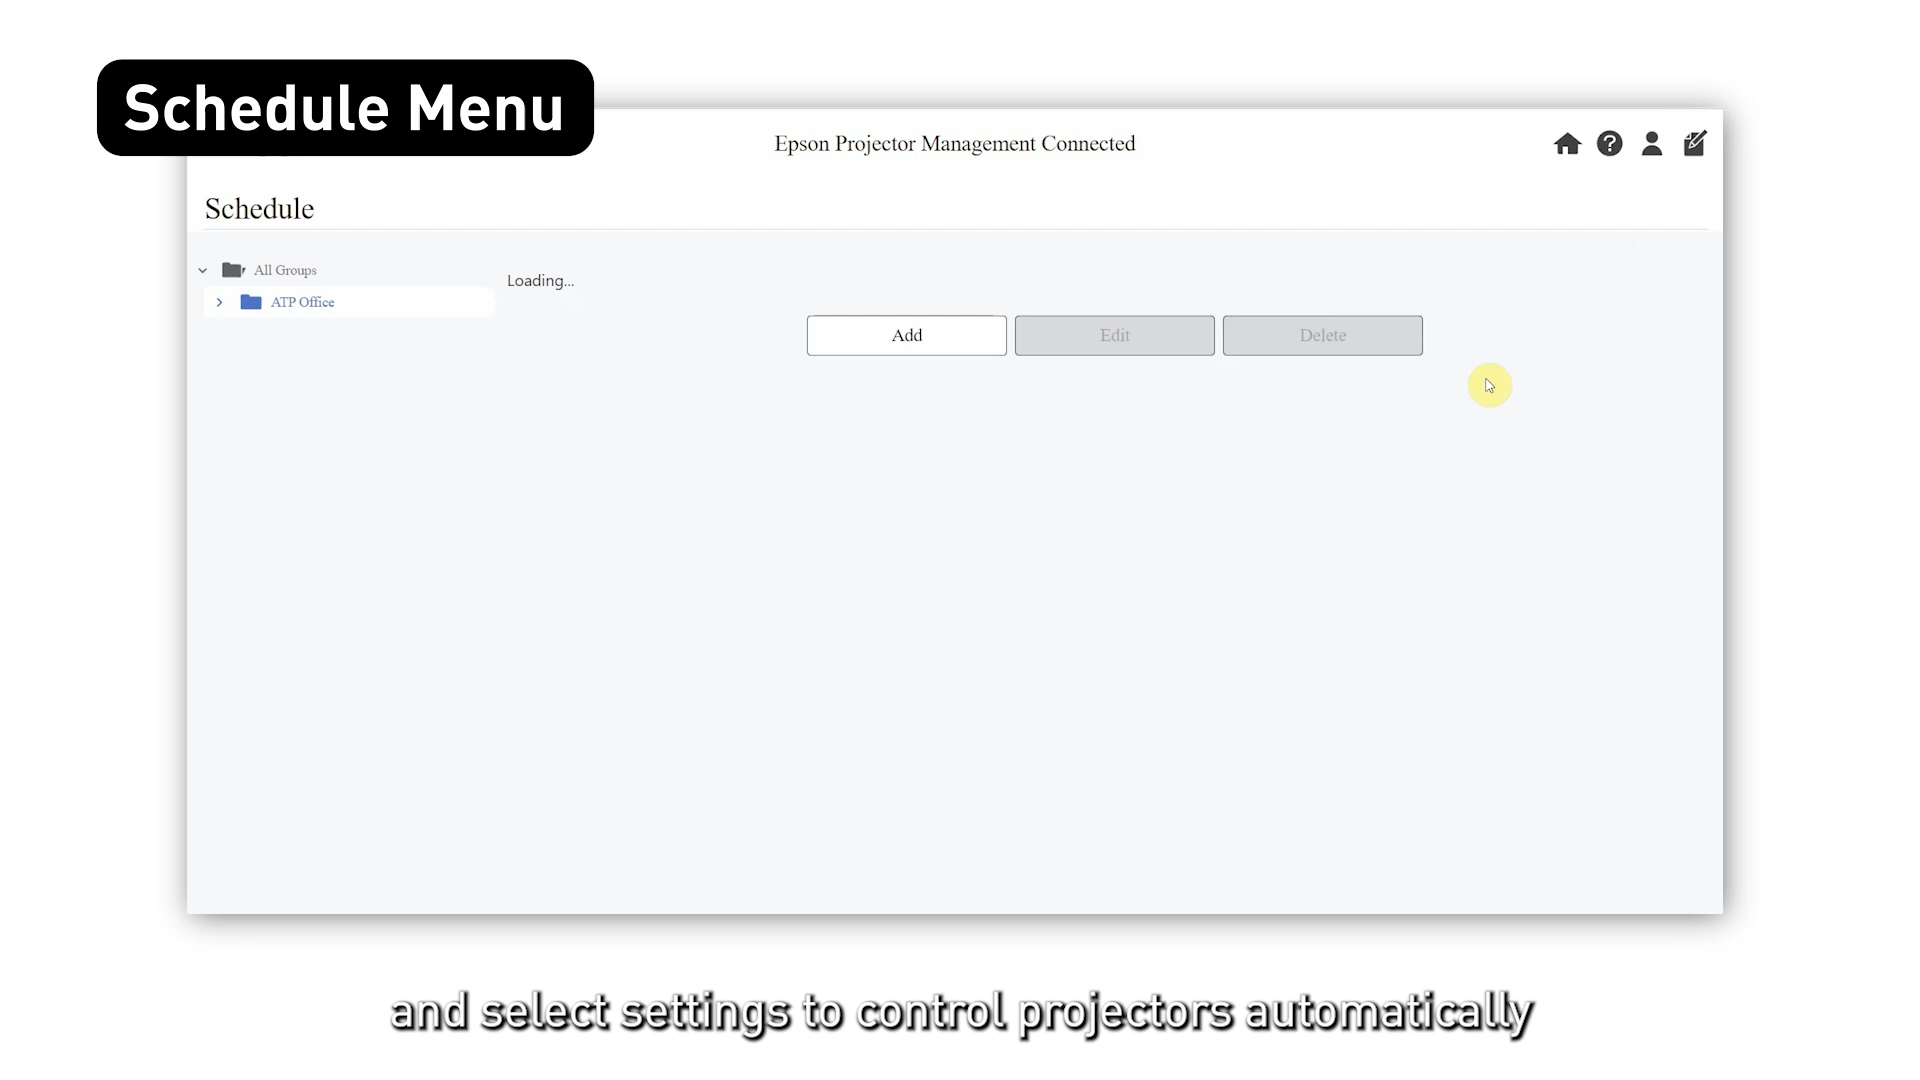 Schedule Menu
Epson Projector Management Connected
Schedule
All Groups
ATP Office
Loading...
Add
Edit
Delete
and select settings to control projectors automatically